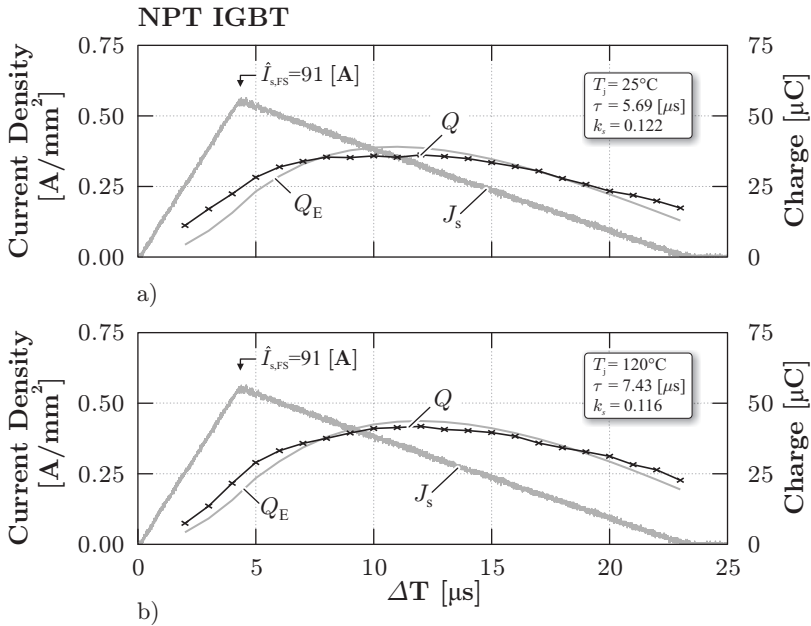 NPT IGBT
a)
Current Density
[A/mm²]
Charge [µC]
0.75
0.50
0.25
0.00
75
50
25
0
Î_s,FS=91 [A]
T_j = 25°C
τ = 5.69 [µs]
k_s = 0.122
Q
Q_E
J_s
b)
Current Density
[A/mm²]
Charge [µC]
0.75
0.50
0.25
0.00
75
50
25
0
Î_s,FS=91 [A]
T_j = 120°C
τ = 7.43 [µs]
k_s = 0.116
Q
Q_E
J_s
0 5 10 15 20 25
ΔT [µs]